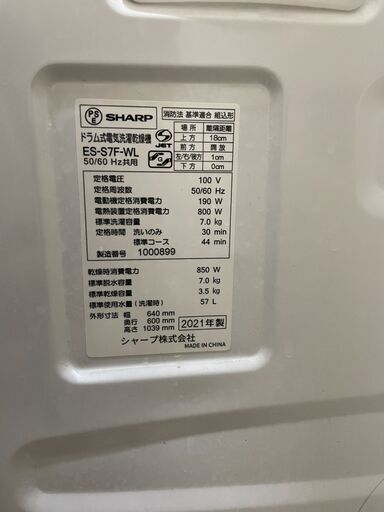 PS
E
SHARP
ドラム式電気洗濯乾燥機
ES-S7F-WL
50/60 Hz共用
JET
消防法 基準適合 組込形
場所 離隔距離
上方 18cm
前方 開放
左/右/後方 1cm
下方 0cm
定格電圧 100 V
定格周波数 50/60 Hz
電動機定格消費電力 190 W
電熱装置定格消費電力 800 W
標準洗濯容量 7.0 kg
定格時間 洗いのみ 30 min
標準コース 44 min
製造番号 1000899
乾燥時消費電力 850 W
標準脱水容量 7.0 kg
標準乾燥容量 3.5 kg
標準使用水量(洗濯時) 57 L
外形寸法 幅 640 mm
奥行 600 mm
高さ 1039 mm
2021年製
シャープ株式会社
MADE IN CHINA